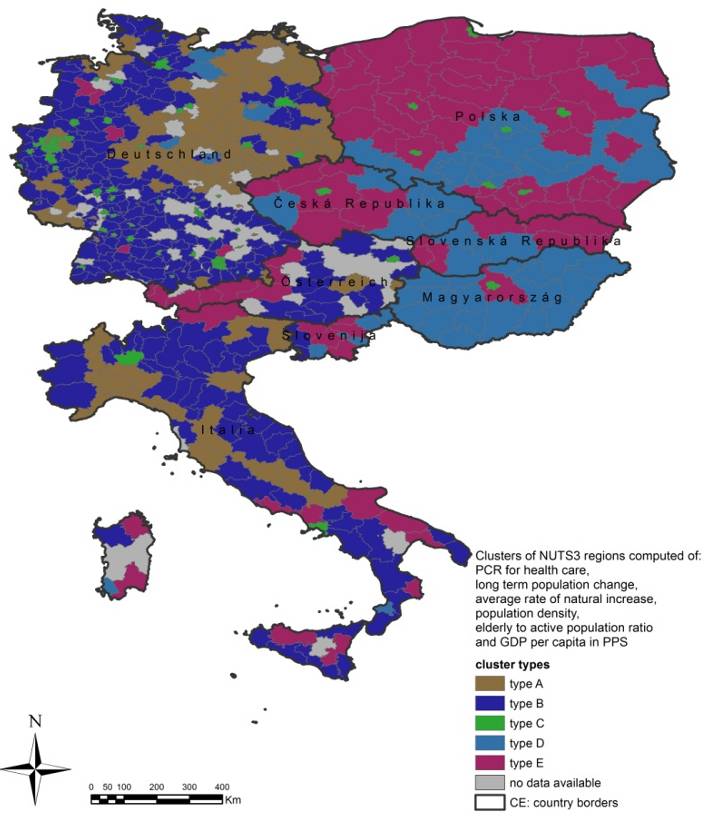 Polska
Deutschland
Česká Republika
Slovenská Republika
Österreich
Magyarország
Slovenija
Italia
Clusters of NUTS3 regions computed of:
PCR for health care,
long term population change,
average rate of natural increase,
population density,
elderly to active population ratio
and GDP per capita in PPS
cluster types
type A
type B
type C
type D
type E
no data available
CE: country borders
N
0 50 100 200 300 400
Km